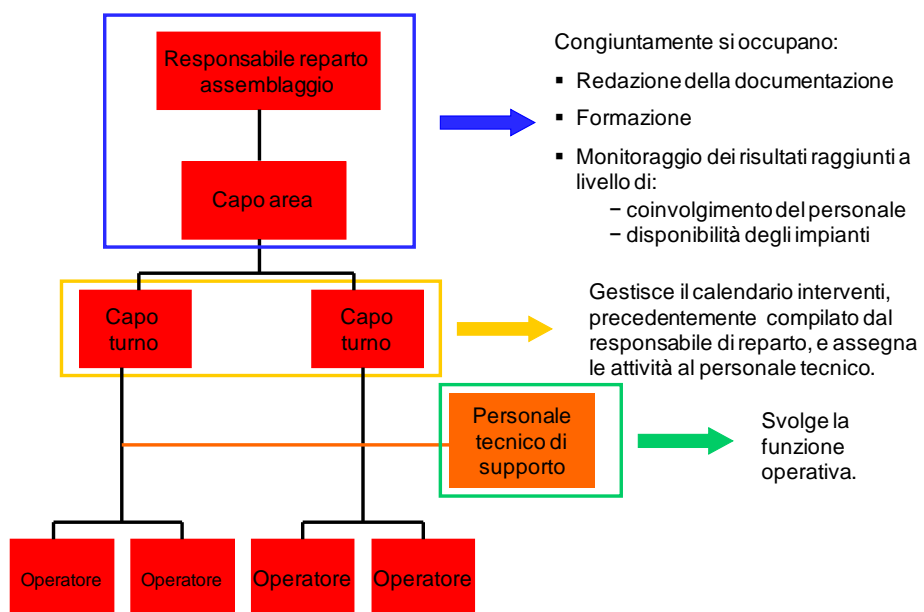 Responsabile reparto
assemblaggio
Capo area
Congiuntamente si occupano:
▪ Redazione della documentazione
▪ Formazione
▪ Monitoraggio dei risultati raggiunti a
livello di:
− coinvolgimento del personale
− disponibilità degli impianti
Capo
turno
Capo
turno
Gestisce il calendario interventi,
precedentemente compilato dal
responsabile di reparto, e assegna
le attività al personale tecnico.
Personale
tecnico di
supporto
Svolge la
funzione
operativa.
Operatore
Operatore
Operatore
Operatore